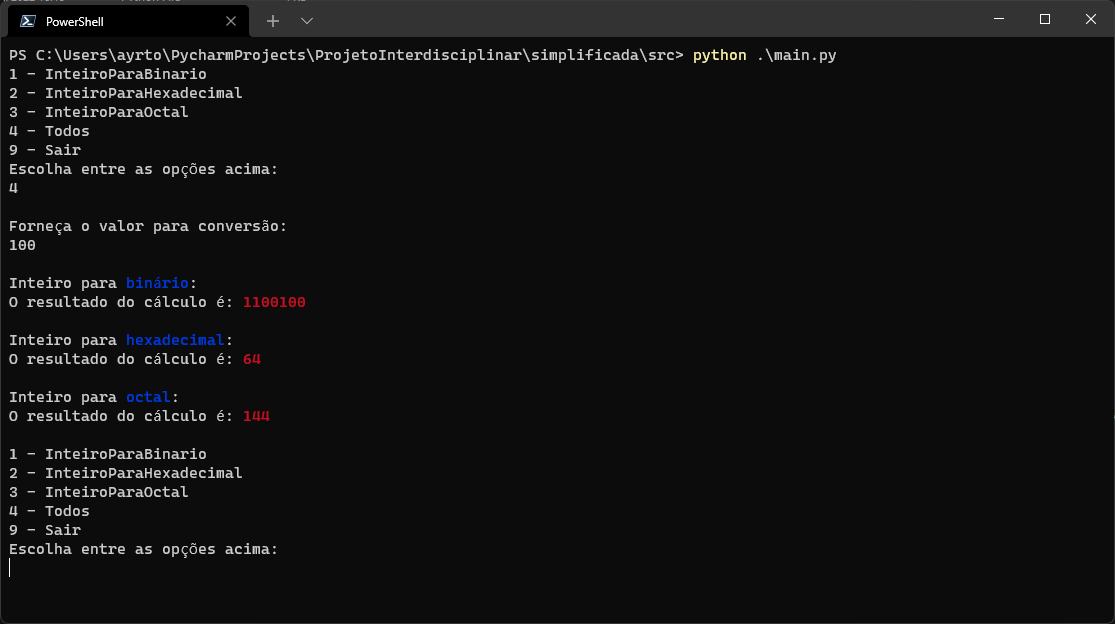 PowerShell
PS C:\Users\ayrto\PycharmProjects\ProjetoInterdisciplinar\simplificada\src> python .\main.py
1 - InteiroParaBinario
2 - InteiroParaHexadecimal
3 - InteiroParaOctal
4 - Todos
9 - Sair
Escolha entre as opções acima:
4
Forneça o valor para conversão:
100
Inteiro para binário:
O resultado do cálculo é: 1100100
Inteiro para hexadecimal:
O resultado do cálculo é: 64
Inteiro para octal:
O resultado do cálculo é: 144
1 - InteiroParaBinario
2 - InteiroParaHexadecimal
3 - InteiroParaOctal
4 - Todos
9 - Sair
Escolha entre as opções acima: